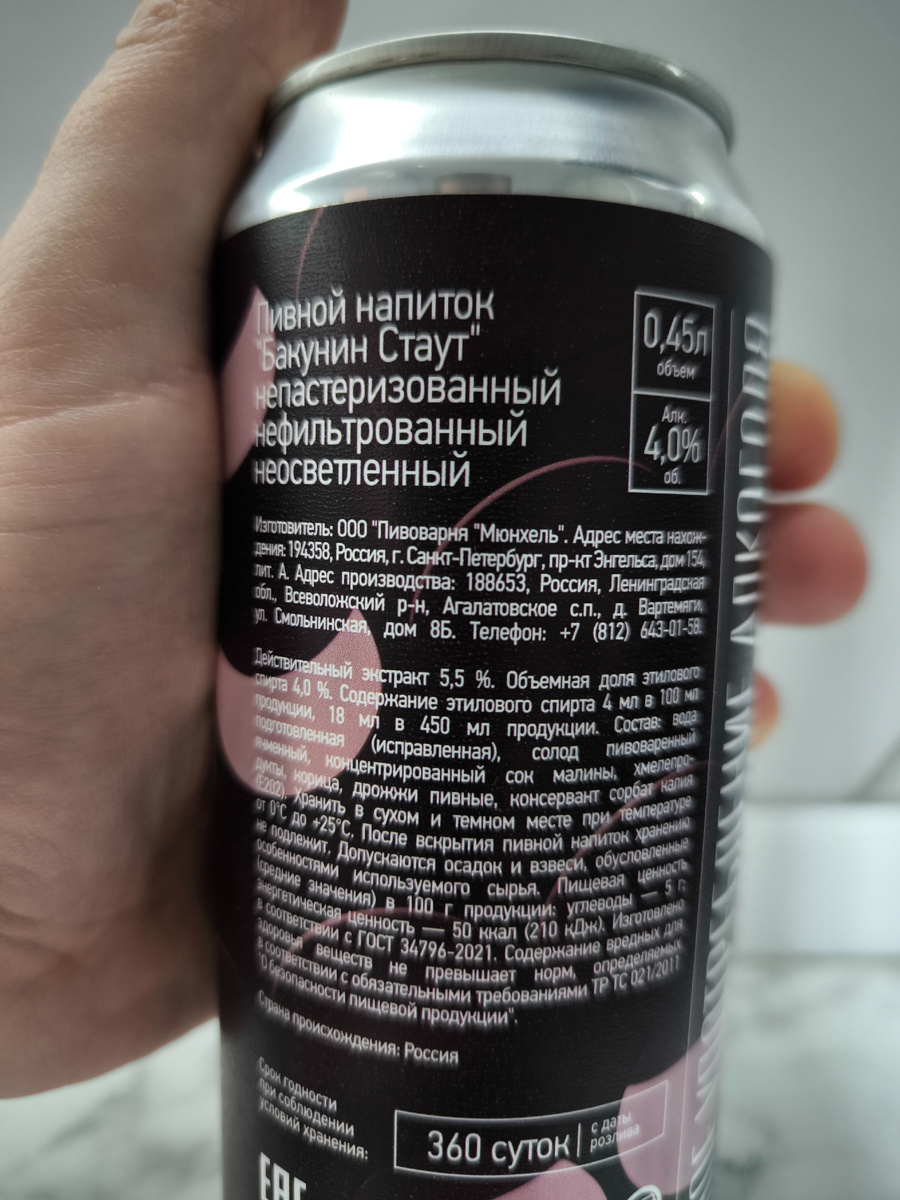 Пивной напиток
"Бакунин Стаут"
непастеризованный
нефильтрованный
неосветленный
0,45л
объем
Алк.
4,0%
об.
Изготовитель: ООО "Пивоварня "Мюнхель". Адрес места нахож-
дения: 194358, Россия, г. Санкт-Петербург, пр-кт Энгельса, дом 154,
лит. А. Адрес производства: 188653, Россия, Ленинградская
обл., Всеволожский р-н, Агалатовское с.п., д. Вартемяги,
ул. Смольнинская, дом 8Б. Телефон: +7 (812) 643-01-58.
Действительный экстракт 5,5 %. Объемная доля этилового
спирта 4,0 %. Содержание этилового спирта 4 мл в 100 мл
продукции, 18 мл в 450 мл продукции. Состав: вода
подготовленная (исправленная), солод пивоваренный
ячменный, концентрированный сок малины, хмелепро-
дукты, корица, дрожжи пивные, консервант сорбат калия
(Е202). Хранить в сухом и темном месте при температуре
от 0°С до +25°С. После вскрытия пивной напиток хранению
не подлежит. Допускаются осадок и взвеси, обусловленные
особенностями используемого сырья. Пищевая ценность
(средние значения) в 100 г продукции: углеводы — 5 г;
энергетическая ценность — 50 ккал (210 кДж). Изготовлено
в соответствии с ГОСТ 34796-2021. Содержание вредных для
здоровья веществ не превышает норм, определяемых
в соответствии с обязательными требованиями ТР ТС 021/2011
"О безопасности пищевой продукции".
Страна происхождения: Россия
Срок годности
при соблюдении
условий хранения:
360 суток
с даты
розлива
EAC
АЛКОГОЛЯ